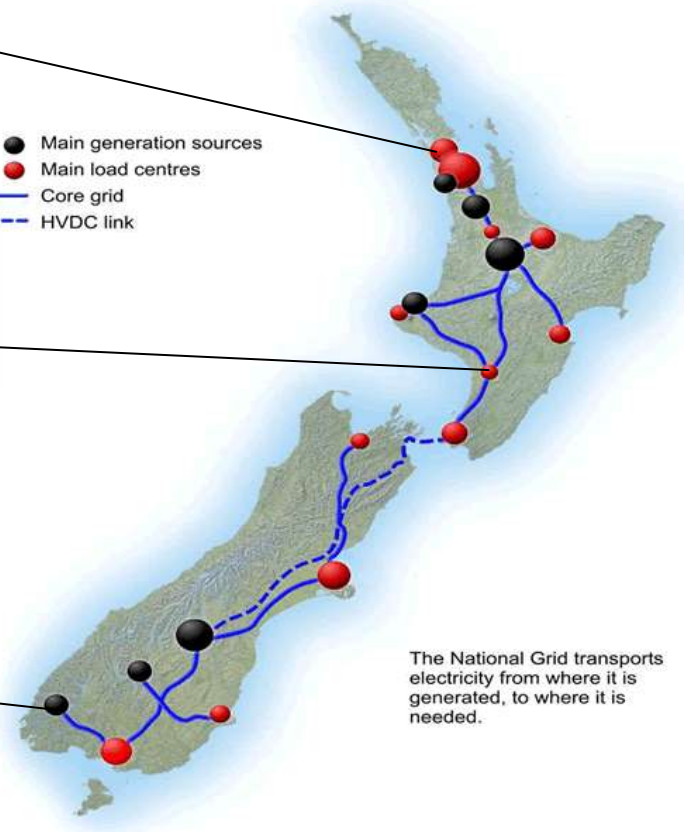 Main generation sources
Main load centres
Core grid
HVDC link
The National Grid transports
electricity from where it is
generated, to where it is
needed.